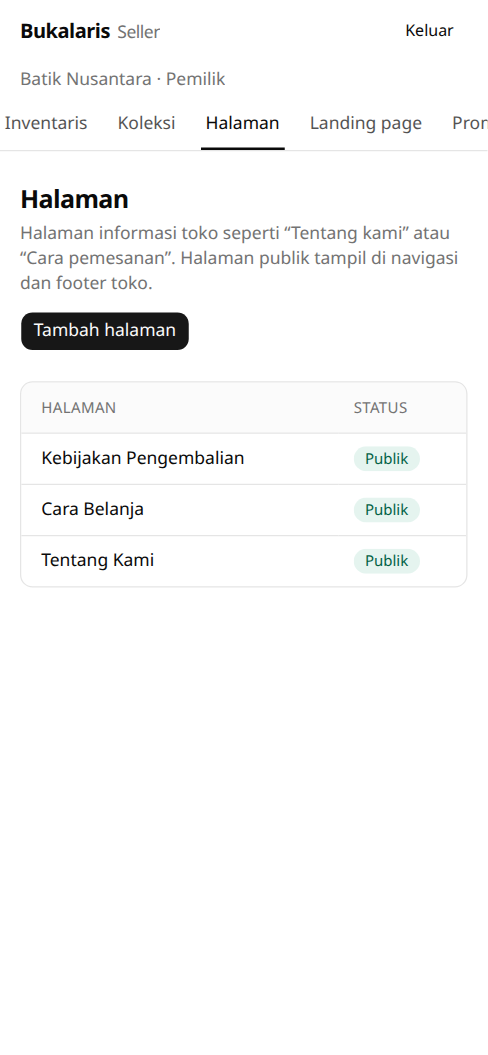 Bukalaris Seller
Keluar
Batik Nusantara · Pemilik
Inventaris Koleksi Halaman Landing page
Halaman
Halaman informasi toko seperti “Tentang kami” atau
“Cara pemesanan”. Halaman publik tampil di navigasi
dan footer toko.
Tambah halaman
HALAMAN STATUS
Kebijakan Pengembalian Publik
Cara Belanja Publik
Tentang Kami Publik